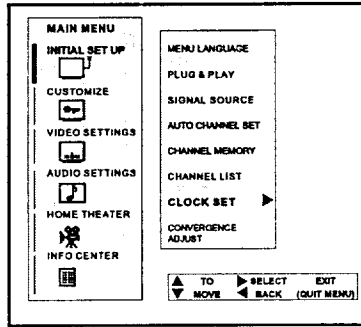 MAIN MENU
INITIAL SET UP
CUSTOMIZE
VIDEO SETTINGS
AUDIO SETTINGS
HOME THEATER
INFO CENTER
MENU LANGUAGE
PLUG & PLAY
SIGNAL SOURCE
AUTO CHANNEL SET
CHANNEL MEMORY
CHANNEL LIST
CLOCK SET ▶
CONVERGENCE
ADJUST
▲ TO ▶ SELECT EXIT
▼ MOVE ◀ BACK (QUIT MENU)